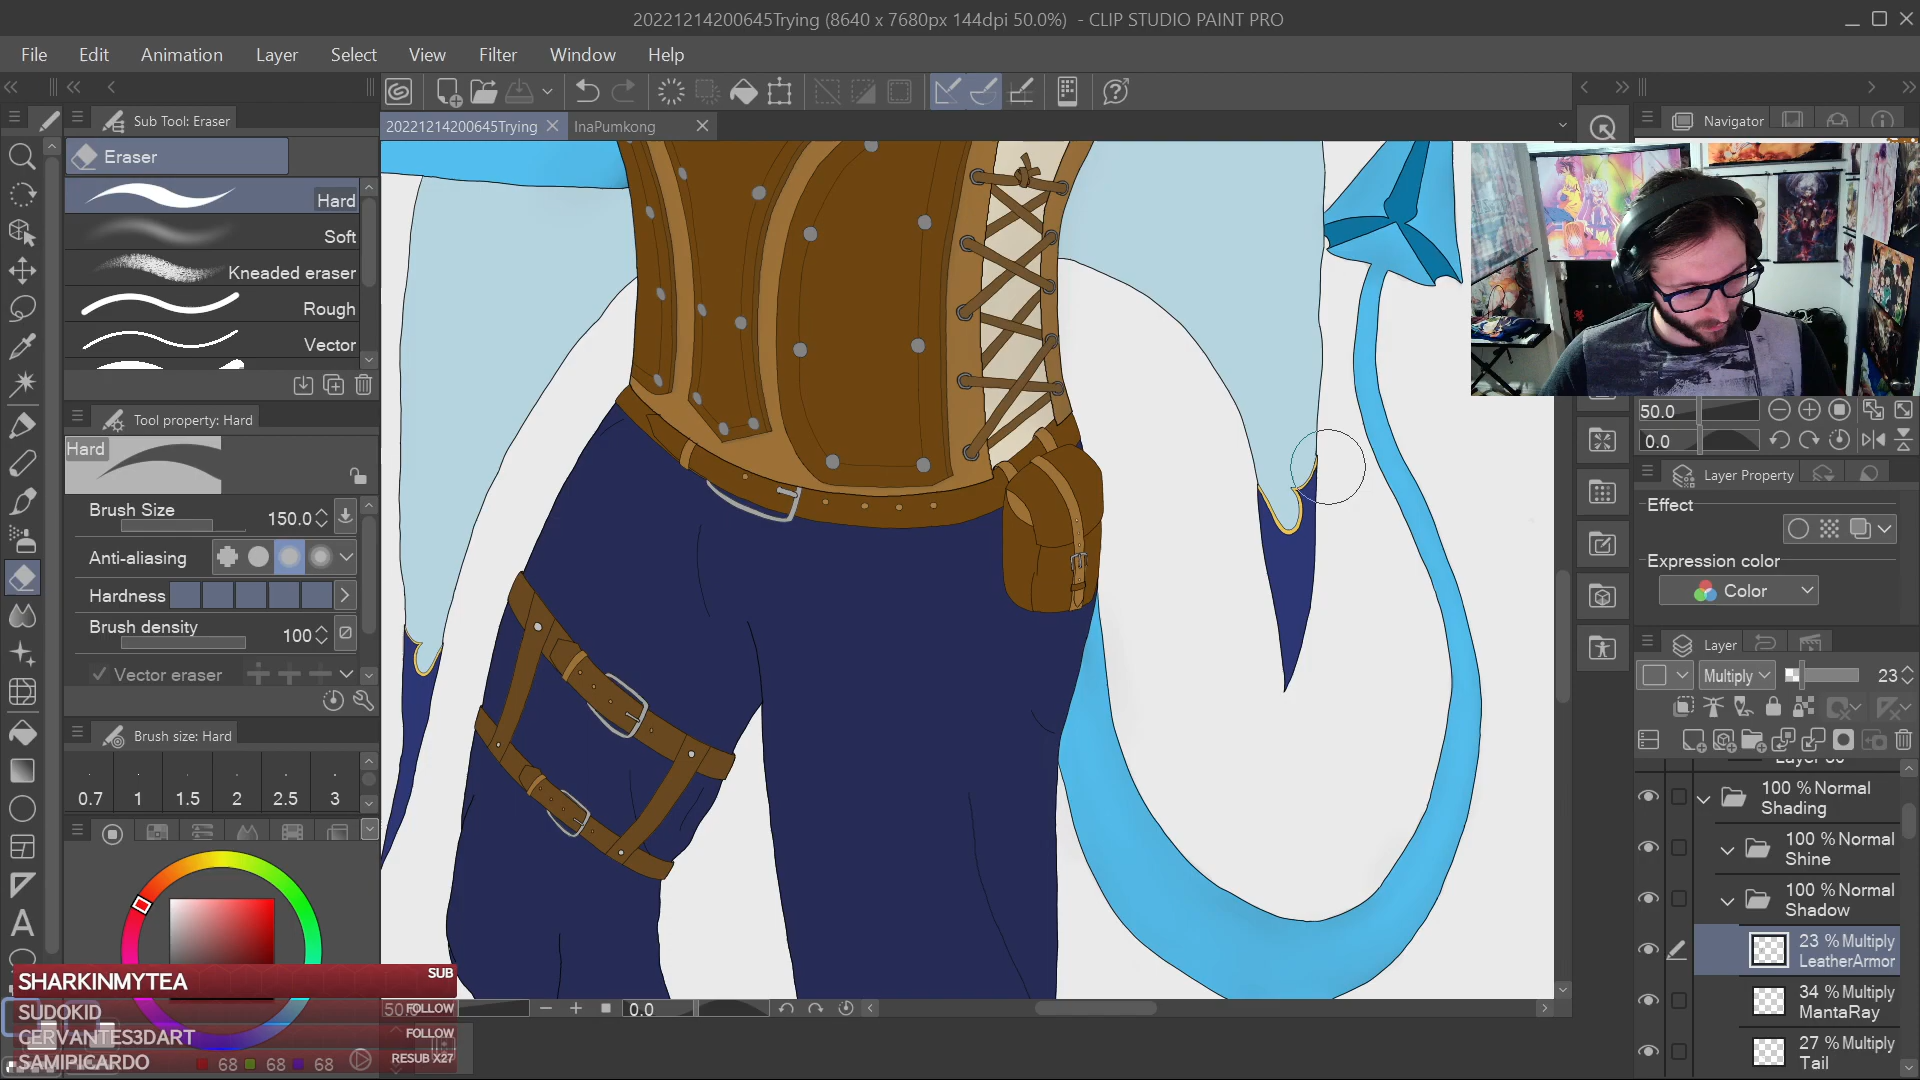 20221214200645Trying (8640 x 7680px 144dpi 50.0%) - CLIP STUDIO PAINT PRO
File Edit Animation Layer Select View Filter Window Help
Sub Tool: Eraser
20221214200645Trying
InaPumkong
Navigator
Eraser
Hard
Soft
Kneaded eraser
Rough
Vector
Tool property: Hard
Hard
Brush Size 150.0
Anti-aliasing
Hardness
Brush density 100
Vector eraser
Brush size: Hard
0.7 1 1.5 2 2.5 3
50.0
0.0
Layer Property
Effect
Expression color
Color
Layer
Multiply 23
100 %Normal
Shading
100 %Normal
Shine
100 %Normal
Shadow
23 %Multiply
LeatherArmor
34 %Multiply
MantaRay
27 %Multiply
Tail
SHARKINMYTEA SUB
SUDOKID FOLLOW
CERVANTES3DART FOLLOW
SAMIPICARDO RESUB X27
68 68 68
0.0